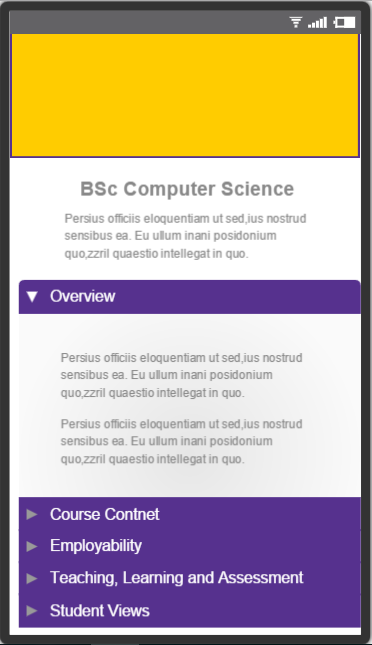 BSc Computer Science
Persius officiis eloquentiam ut sed,ius nostrud
sensibus ea. Eu ullum inani posidonium
quo,zzril quaestio intellegat in quo.
Overview
Persius officiis eloquentiam ut sed,ius nostrud
sensibus ea. Eu ullum inani posidonium
quo,zzril quaestio intellegat in quo.
Persius officiis eloquentiam ut sed,ius nostrud
sensibus ea. Eu ullum inani posidonium
quo,zzril quaestio intellegat in quo.
Course Contnet
Employability
Teaching, Learning and Assessment
Student Views